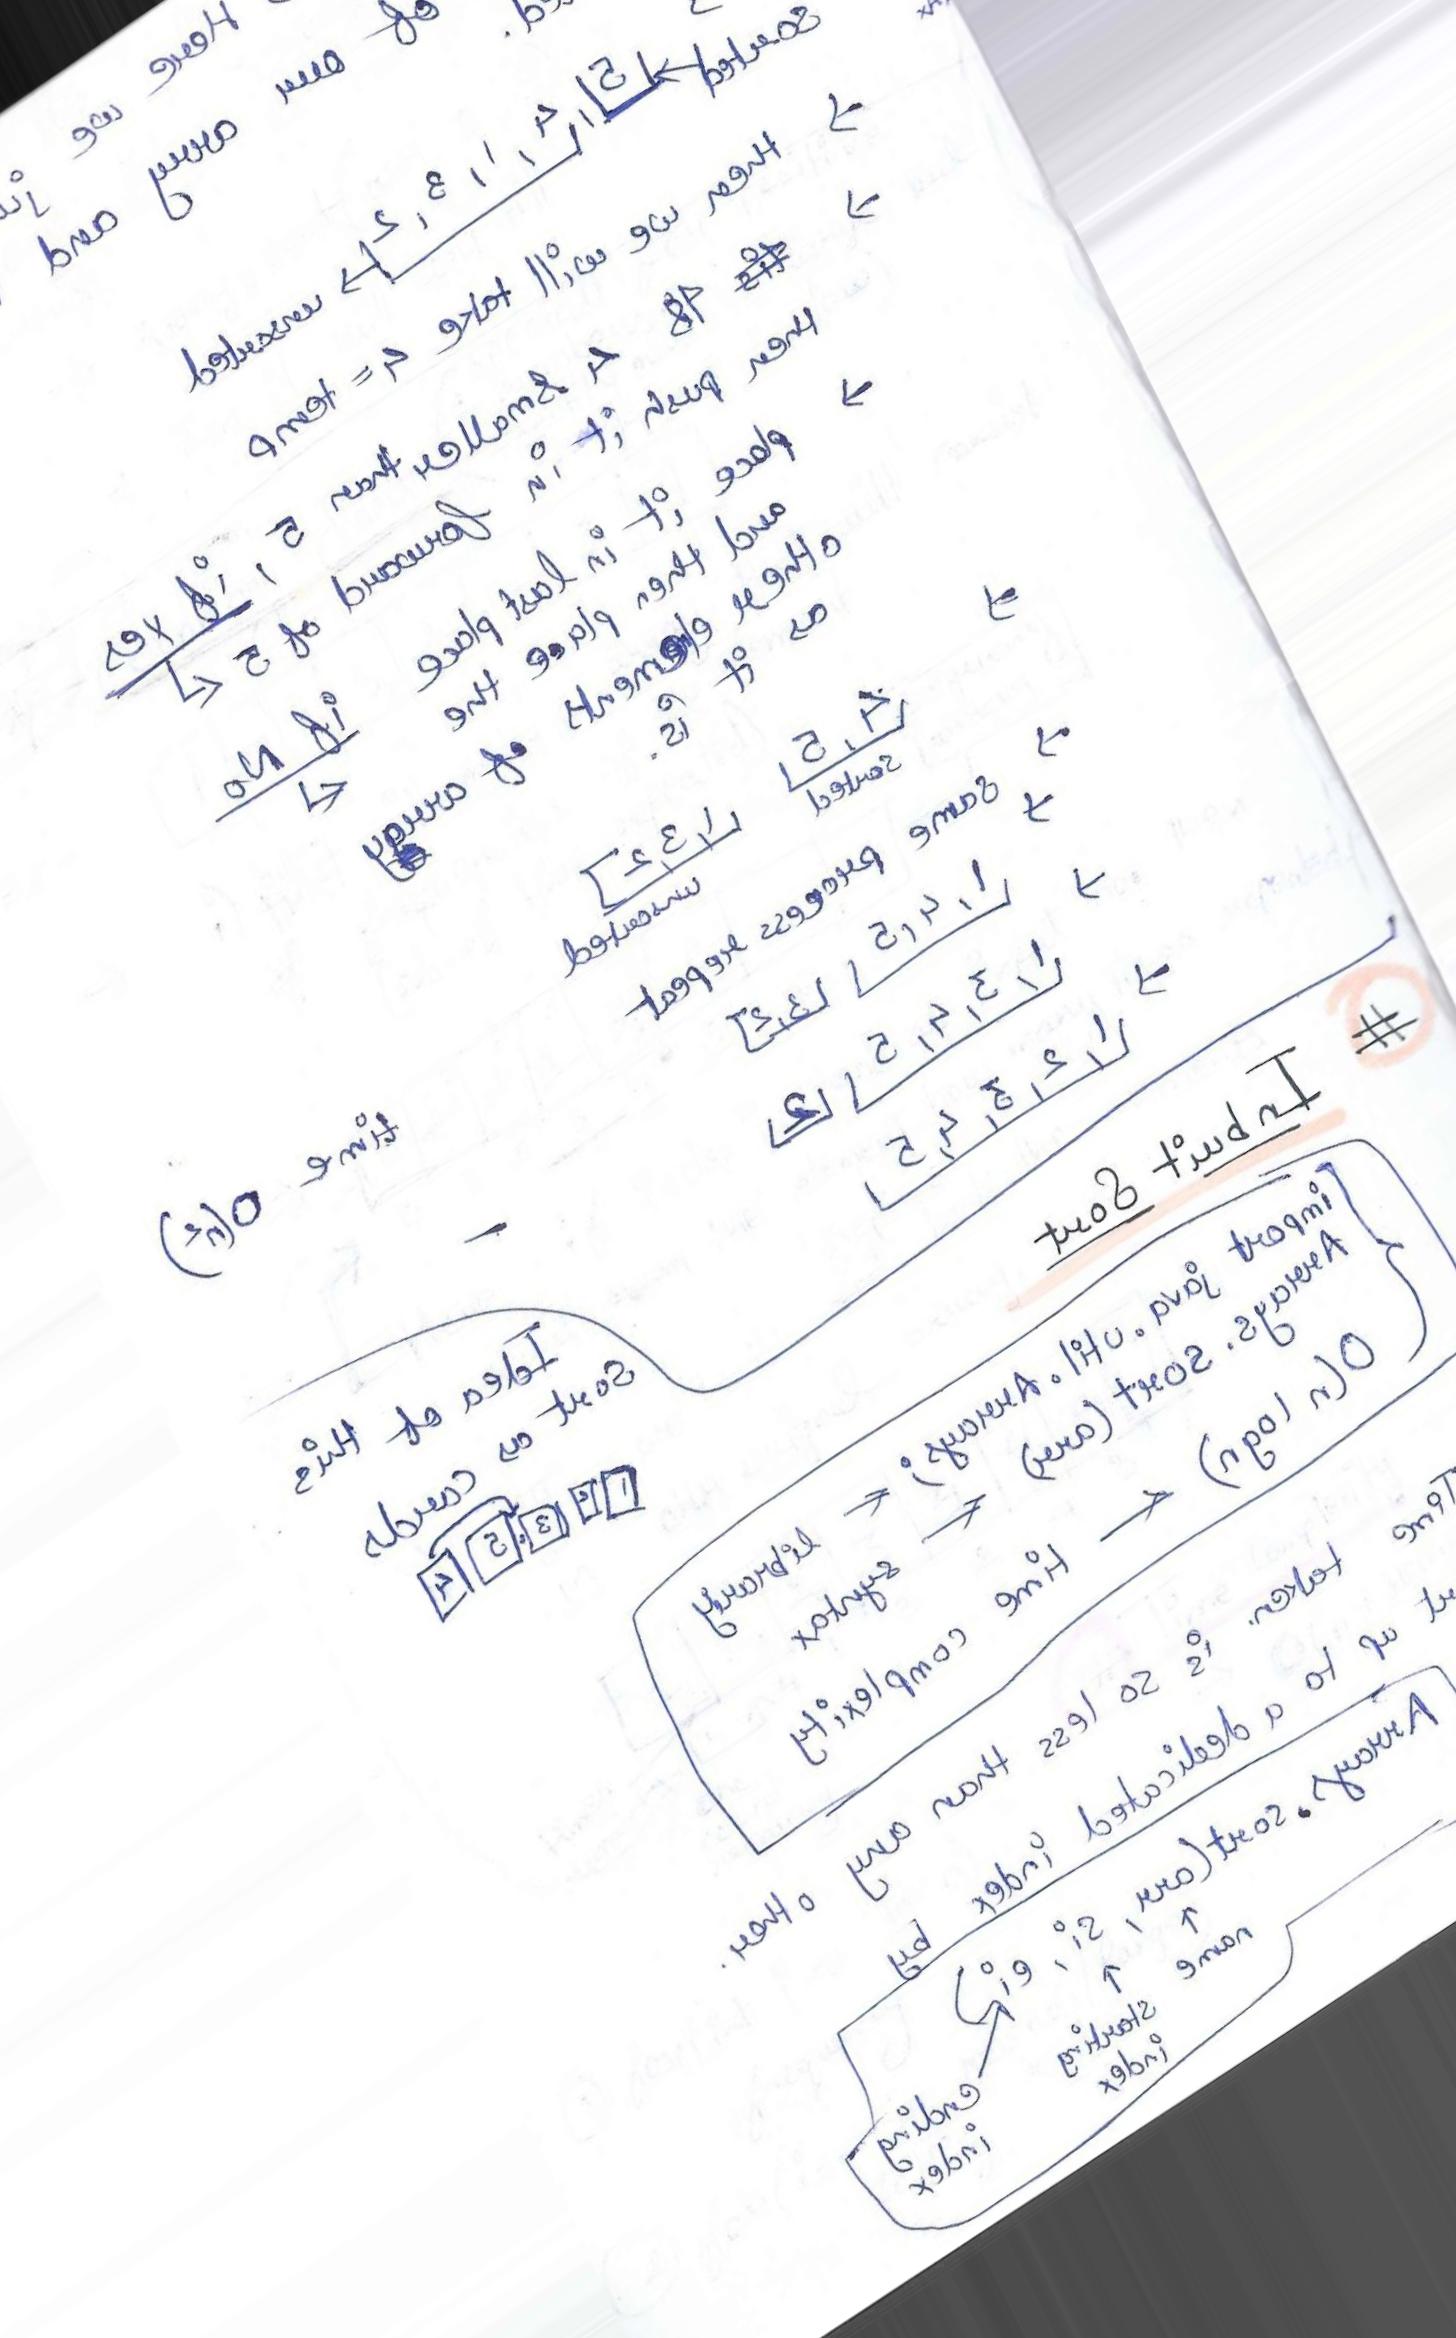 Here we
of our array and
sorted ← 5, 4, 1, 3, 2 → unsorted
→ then we will take 4 = temp
→ If 4 smaller than 5, if Yes
then push it in forward of 5 ↵
→ place it in last place if No
and then place the
other elements of array
as it is.
→ 4, 5 1, 3, 2
sorted unsorted
→ same process repeat
→ 1, 4, 5 3, 2
→ 1, 3, 4, 5 2
→ 1, 2, 3, 4, 5
time O(n²)
Idea of this
Sort as cards
1 2 3 5 4
# Inbuilt Sort
import java.util.Arrays; ← library
Arrays.sort(arr) ← syntax
O(n logn) ← time complexity
Time taken is so less than any other.
up to a dedicated index by
Arrays.sort(arr, si, ei)
name
starting
index
ending
index